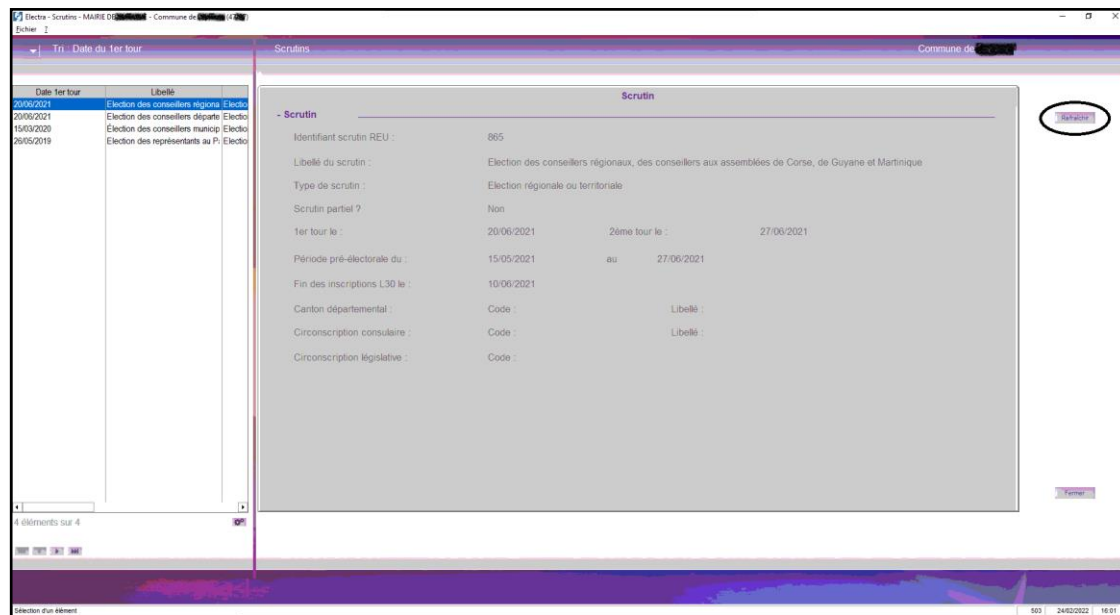 Electra - Scrutins - MAIRIE DE - Commune de (47
Fichier ?
Tri : Date du 1er tour
Scrutins
Commune de
Date 1er tour Libellé
20/06/2021 Election des conseillers régiona Electio
20/06/2021 Election des conseillers départe Electio
15/03/2020 Élection des conseillers municip Electio
26/05/2019 Election des représentants au P Electio
4 éléments sur 4
Scrutin
- Scrutin
Identifiant scrutin REU : 865
Libellé du scrutin : Election des conseillers régionaux, des conseillers aux assemblées de Corse, de Guyane et Martinique
Type de scrutin : Election régionale ou territoriale
Scrutin partiel ? Non
1er tour le : 20/06/2021 2ème tour le : 27/06/2021
Période pré-électorale du : 15/05/2021 au 27/06/2021
Fin des inscriptions L30 le : 10/06/2021
Canton départemental : Code : Libellé :
Circonscription consulaire : Code : Libellé :
Circonscription législative : Code :
Rafraîchir
Fermer
Sélection d'un élément 503 24/02/2022 16:01